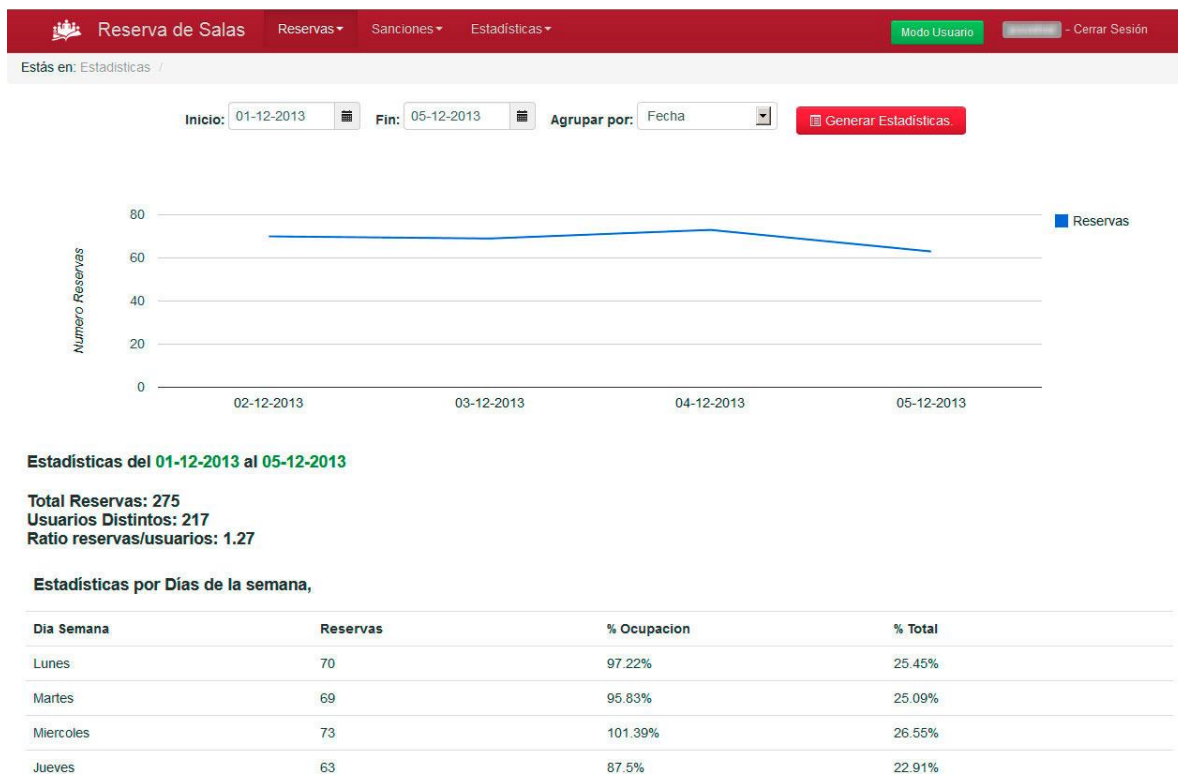 Reserva de Salas Reservas Sanciones Estadísticas Modo Usuario - Cerrar Sesión
Estás en: Estadisticas /
Inicio: 01-12-2013 Fin: 05-12-2013 Agrupar por: Fecha Generar Estadísticas.
80
Reservas
60
40
20
0
Numero Reservas
02-12-2013 03-12-2013 04-12-2013 05-12-2013
Estadísticas del 01-12-2013 al 05-12-2013
Total Reservas: 275
Usuarios Distintos: 217
Ratio reservas/usuarios: 1.27
Estadísticas por Días de la semana,
Dia Semana Reservas % Ocupacion % Total
Lunes 70 97.22% 25.45%
Martes 69 95.83% 25.09%
Miercoles 73 101.39% 26.55%
Jueves 63 87.5% 22.91%